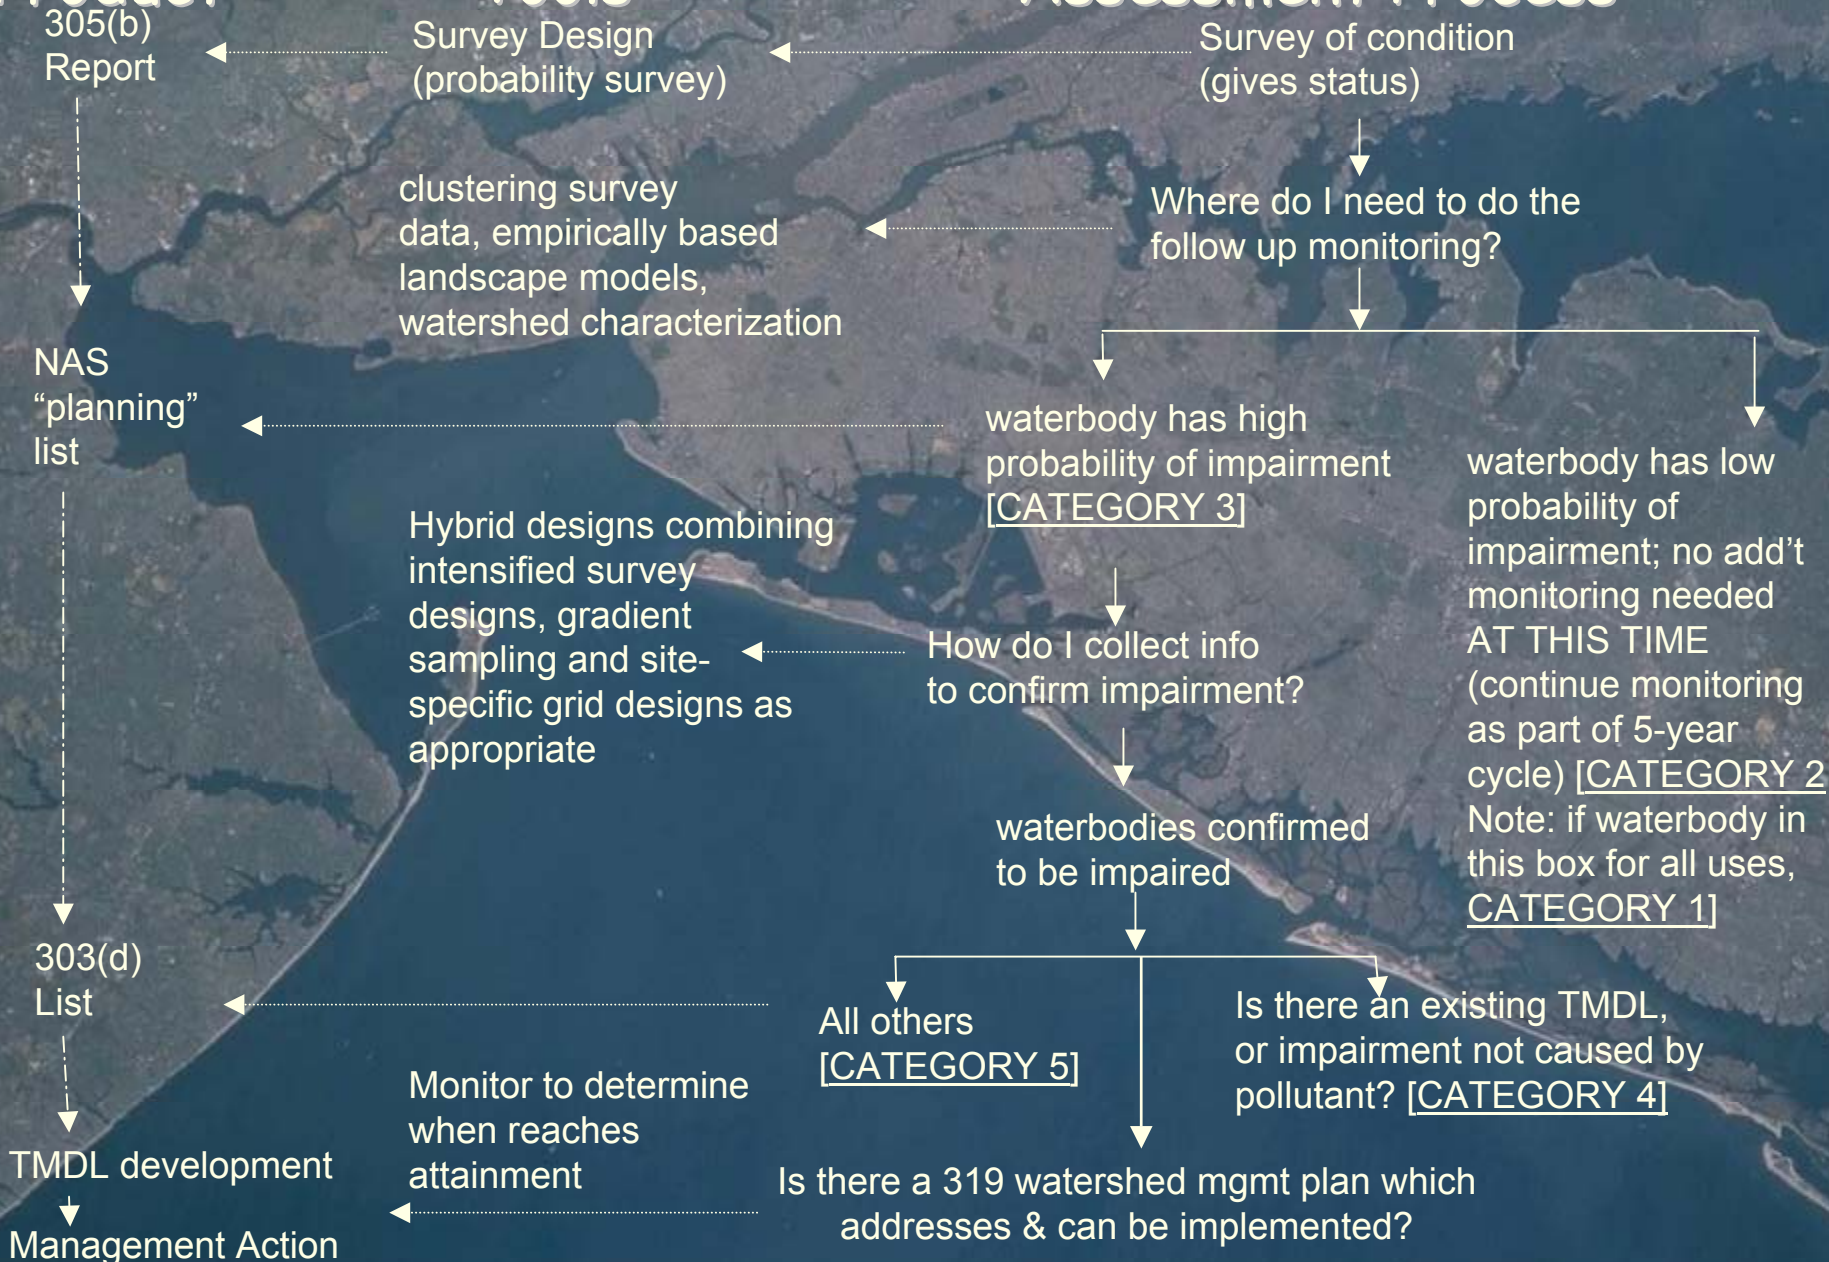 Product Tools Assessment Process
305(b)
Report
Survey Design
(probability survey)
Survey of condition
(gives status)
clustering survey
data, empirically based
landscape models,
watershed characterization
Where do I need to do the
follow up monitoring?
NAS
“planning”
list
waterbody has high
probability of impairment
[CATEGORY 3]
waterbody has low
probability of
impairment; no add’t
monitoring needed
AT THIS TIME
(continue monitoring
as part of 5-year
cycle) [CATEGORY 2
Note: if waterbody in
this box for all uses,
CATEGORY 1]
Hybrid designs combining
intensified survey
designs, gradient
sampling and site-
specific grid designs as
appropriate
How do I collect info
to confirm impairment?
waterbodies confirmed
to be impaired
303(d)
List
All others
[CATEGORY 5]
Is there an existing TMDL,
or impairment not caused by
pollutant? [CATEGORY 4]
Monitor to determine
when reaches
attainment
TMDL development
Is there a 319 watershed mgmt plan which
addresses & can be implemented?
Management Action